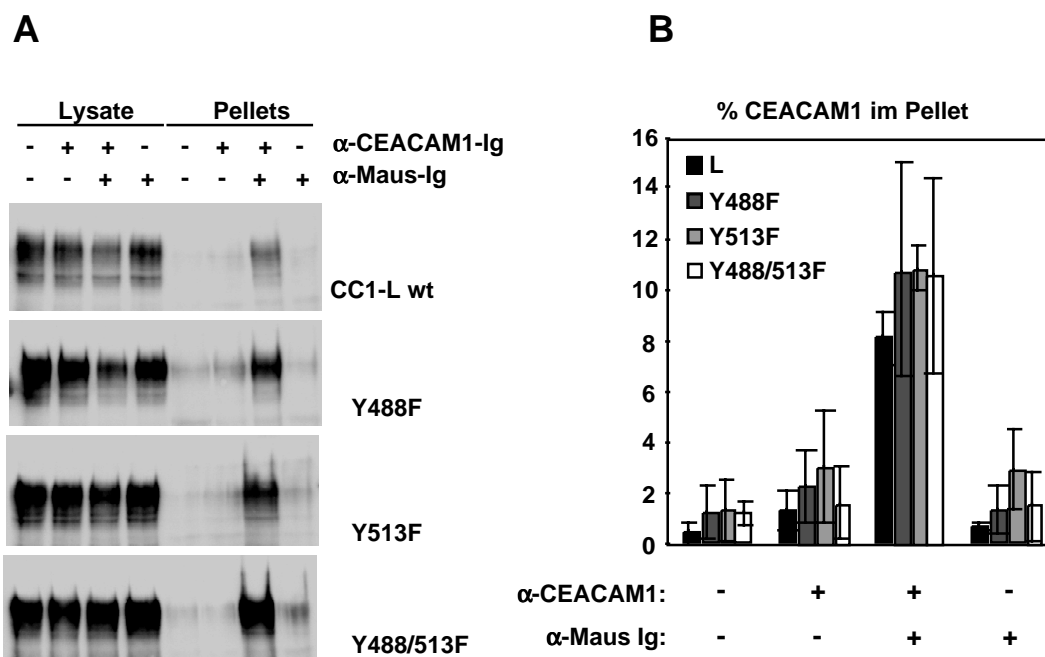 A
Lysate Pellets
- + + - - + + - α-CEACAM1-Ig
- - + + - - + + α-Maus-Ig
CC1-L wt
Y488F
Y513F
Y488/513F
B
% CEACAM1 im Pellet
16
14
12
10
8
6
4
2
0
L
Y488F
Y513F
Y488/513F
α-CEACAM1: - + + -
α-Maus Ig: - - + +